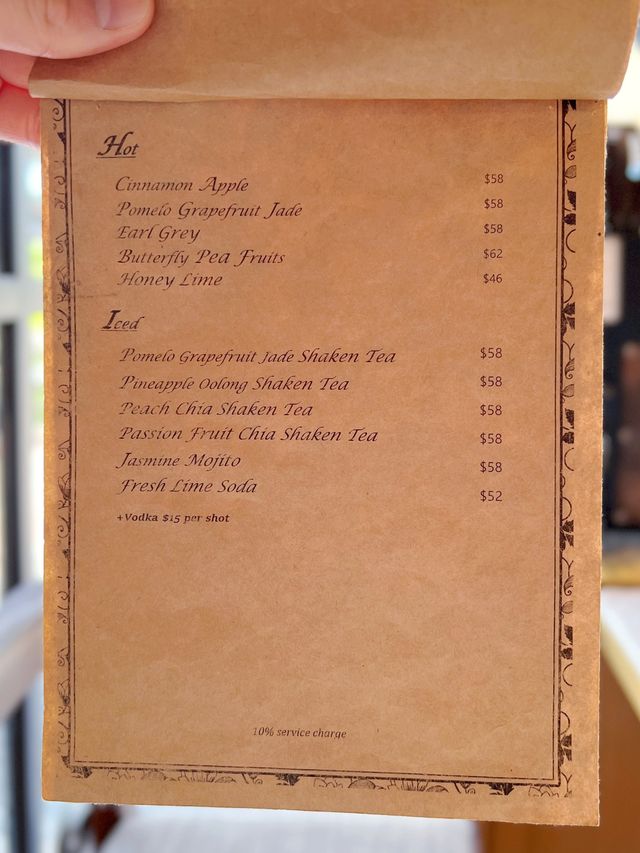 Hot
Cinnamon Apple $58
Pomelo Grapefruit Jade $58
Earl Grey $58
Butterfly Pea Fruits $62
Honey Lime $46
Iced
Pomelo Grapefruit Jade Shaken Tea $58
Pineapple Oolong Shaken Tea $58
Peach Chia Shaken Tea $58
Passion Fruit Chia Shaken Tea $58
Jasmine Mojito $58
Fresh Lime Soda $52
+Vodka $15 per shot
10% service charge